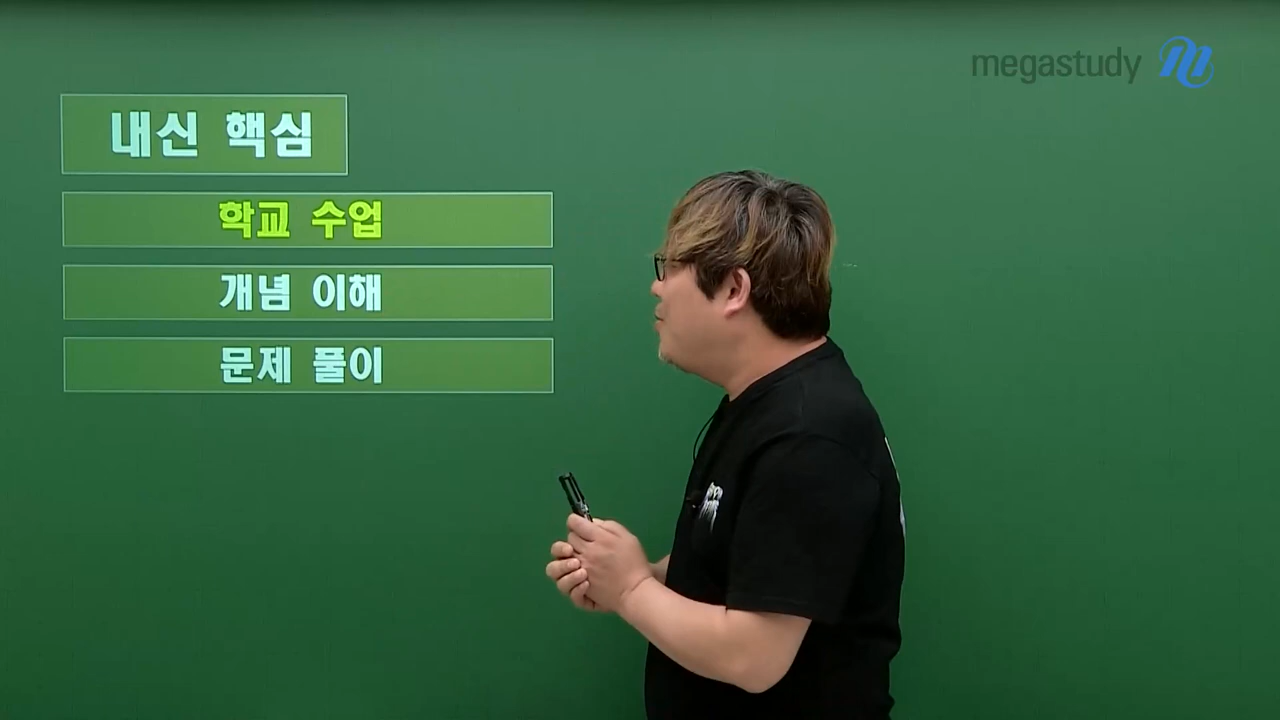 megastudy
내신 핵심
학교 수업
개념 이해
문제 풀이